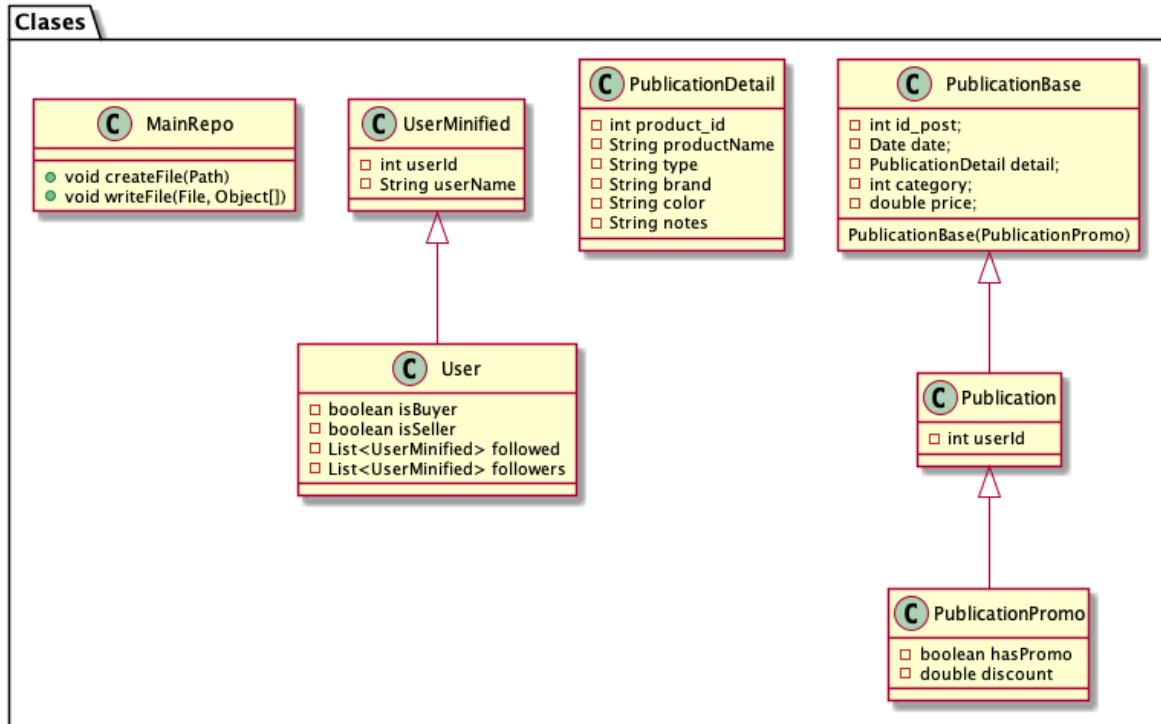 Clases
C MainRepo
void createFile(Path)
void writeFile(File, Object[])
C UserMinified
int userId
String userName
C PublicationDetail
int product_id
String productName
String type
String brand
String color
String notes
C PublicationBase
int id_post;
Date date;
PublicationDetail detail;
int category;
double price;
PublicationBase(PublicationPromo)
C User
boolean isBuyer
boolean isSeller
List<UserMinified> followed
List<UserMinified> followers
C Publication
int userId
C PublicationPromo
boolean hasPromo
double discount